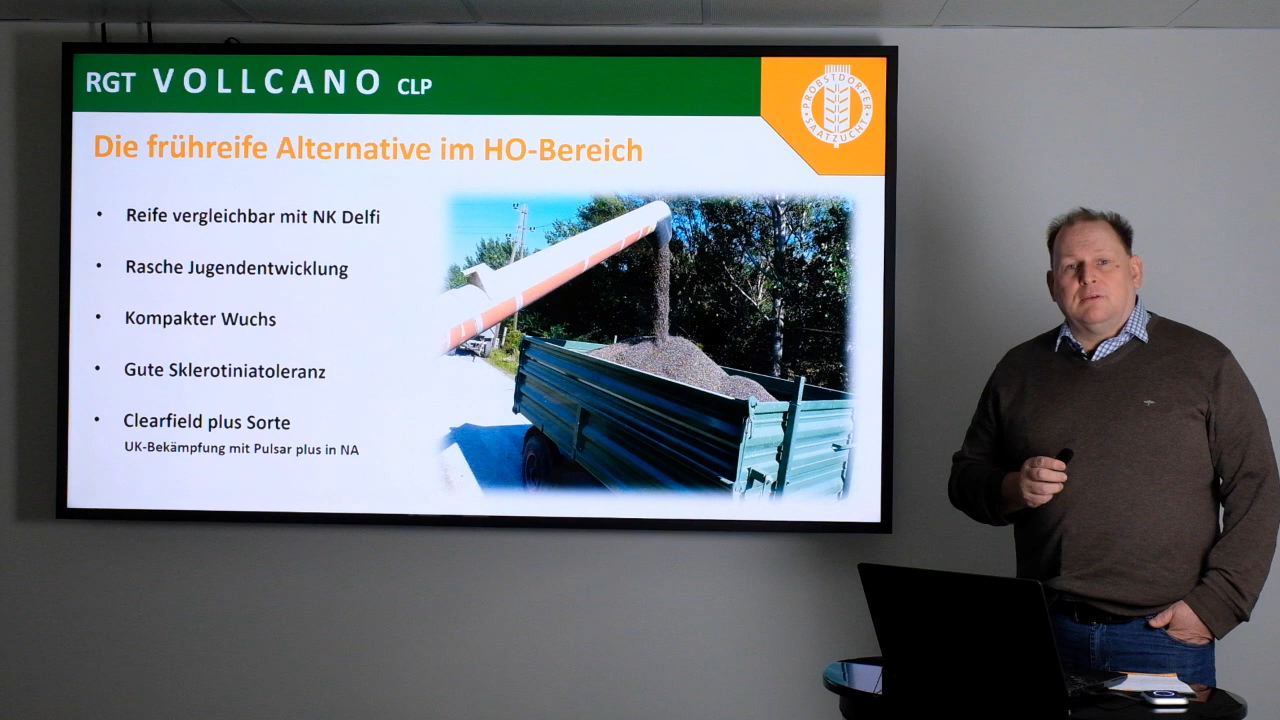 RGT VOLLCANO CLP
PROBSTDORFER SAATZUCHT
Die frühreife Alternative im HO-Bereich
• Reife vergleichbar mit NK Delfi
• Rasche Jugendentwicklung
• Kompakter Wuchs
• Gute Sklerotiniatoleranz
• Clearfield plus Sorte
UK-Bekämpfung mit Pulsar plus in NA